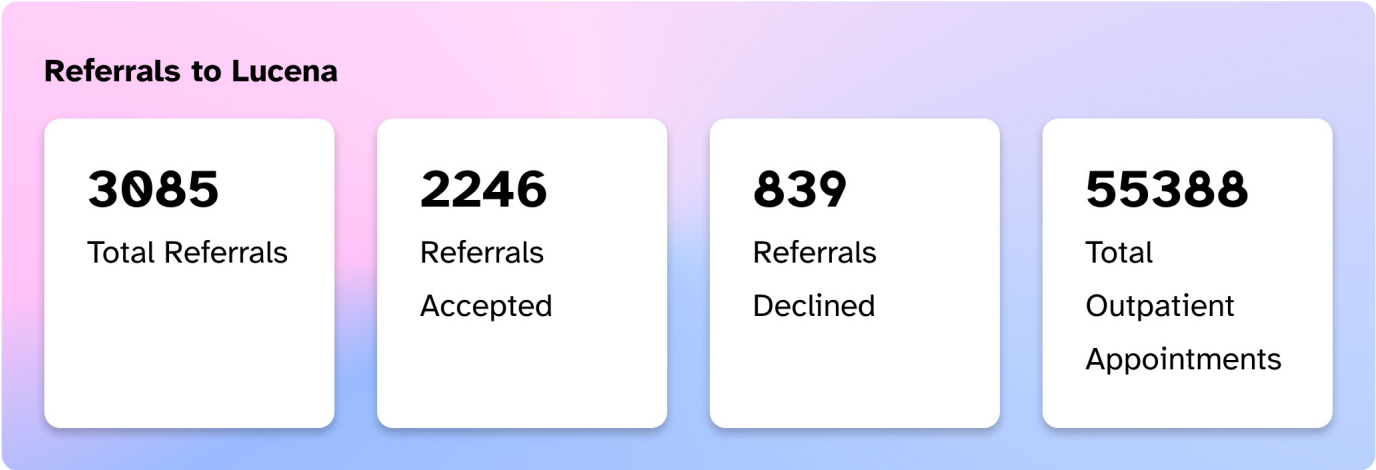 Referrals to Lucena
3085
Total Referrals
2246
Referrals
Accepted
839
Referrals
Declined
55388
Total
Outpatient
Appointments